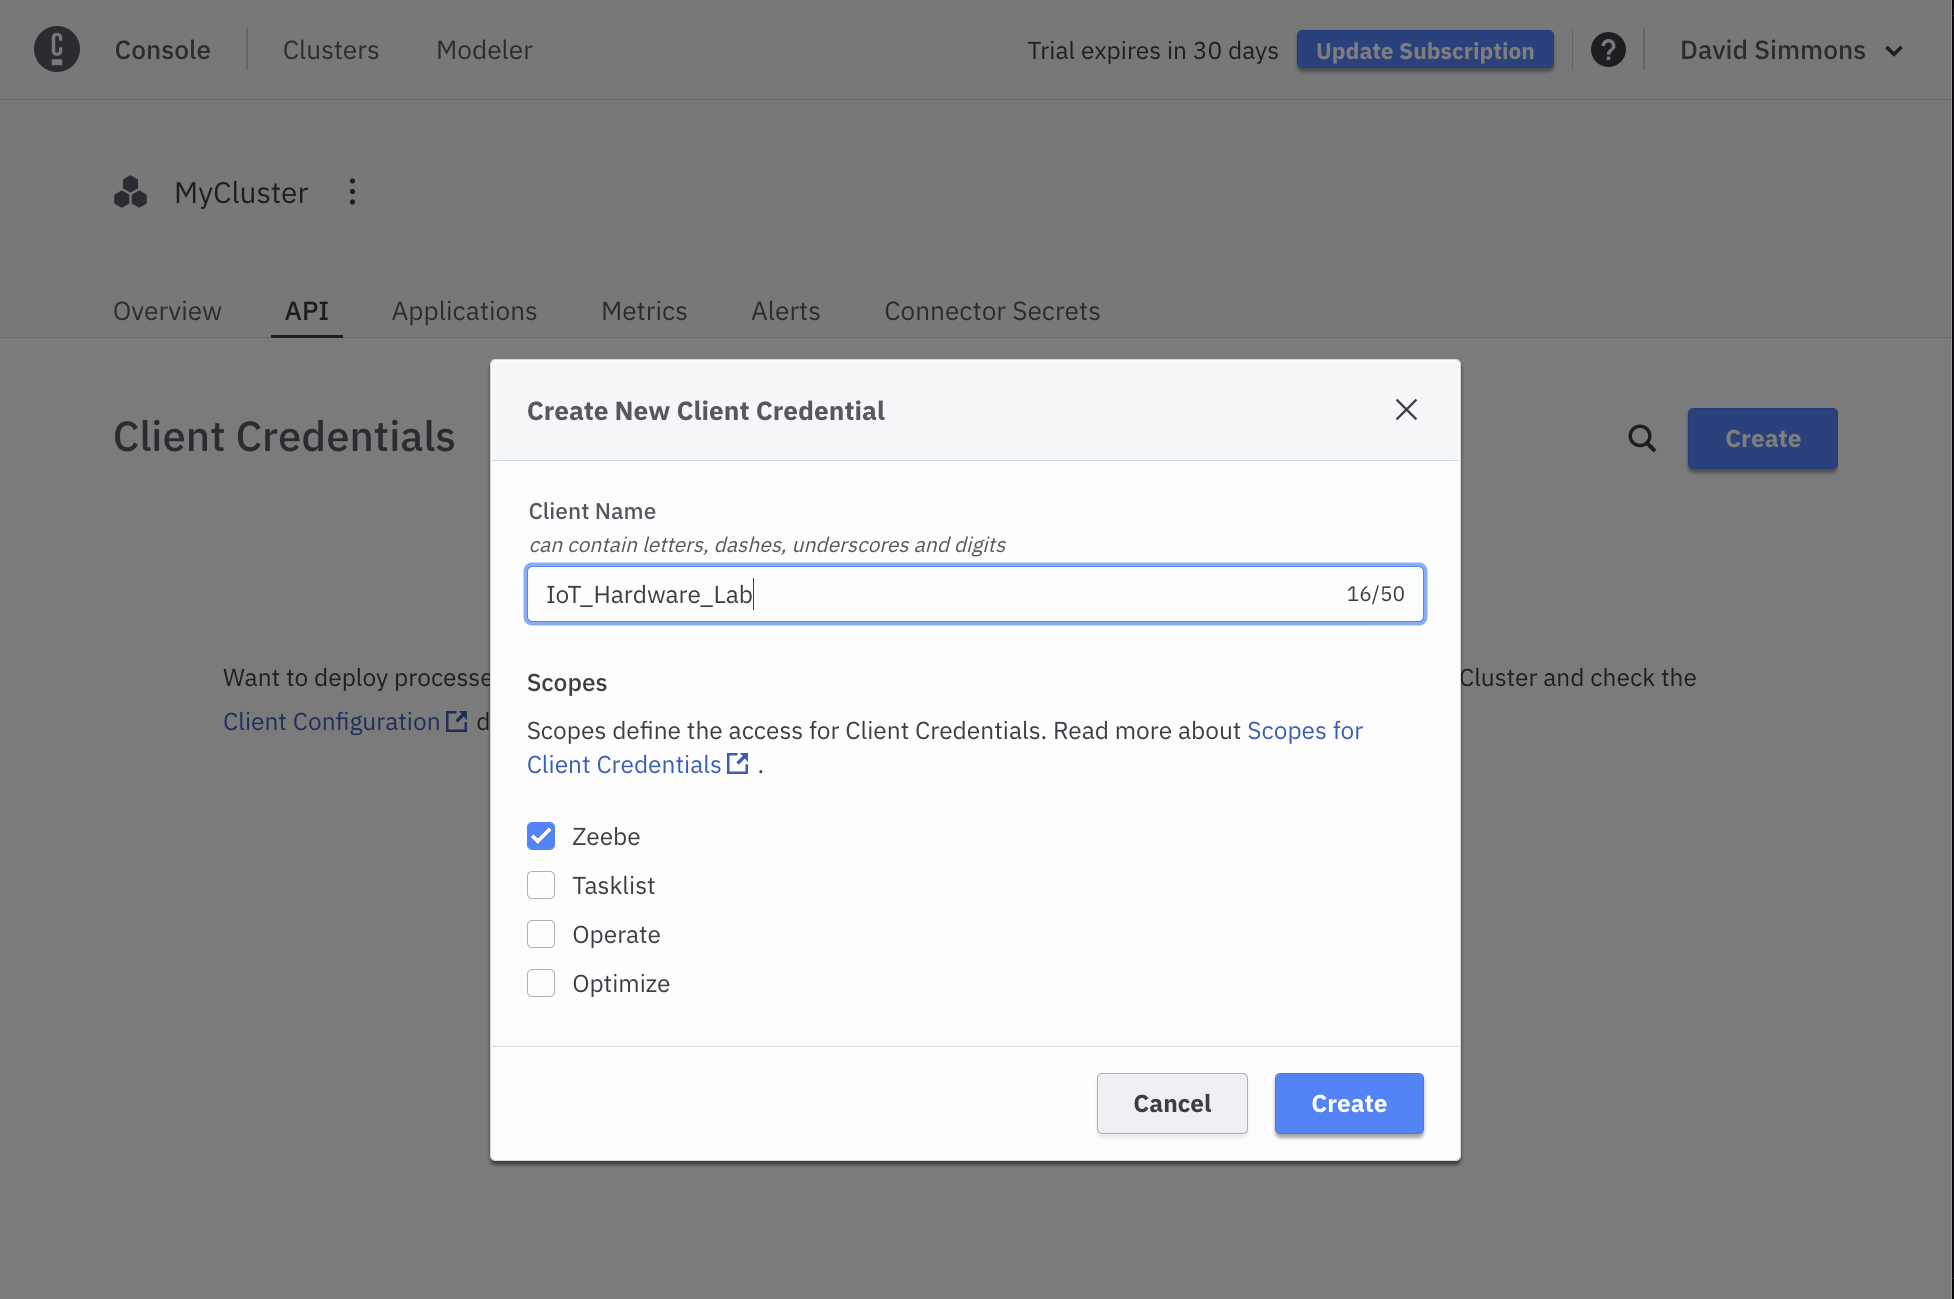 Console Clusters Modeler Trial expires in 30 days Update Subscription ? David Simmons
MyCluster
Overview API Applications Metrics Alerts Connector Secrets
Client Credentials
Create
Want to deploy processe
Cluster and check the
Client Configuration d
Create New Client Credential
Client Name
can contain letters, dashes, underscores and digits
IoT_Hardware_Lab 16/50
Scopes
Scopes define the access for Client Credentials. Read more about Scopes for
Client Credentials .
Zeebe
Tasklist
Operate
Optimize
Cancel Create